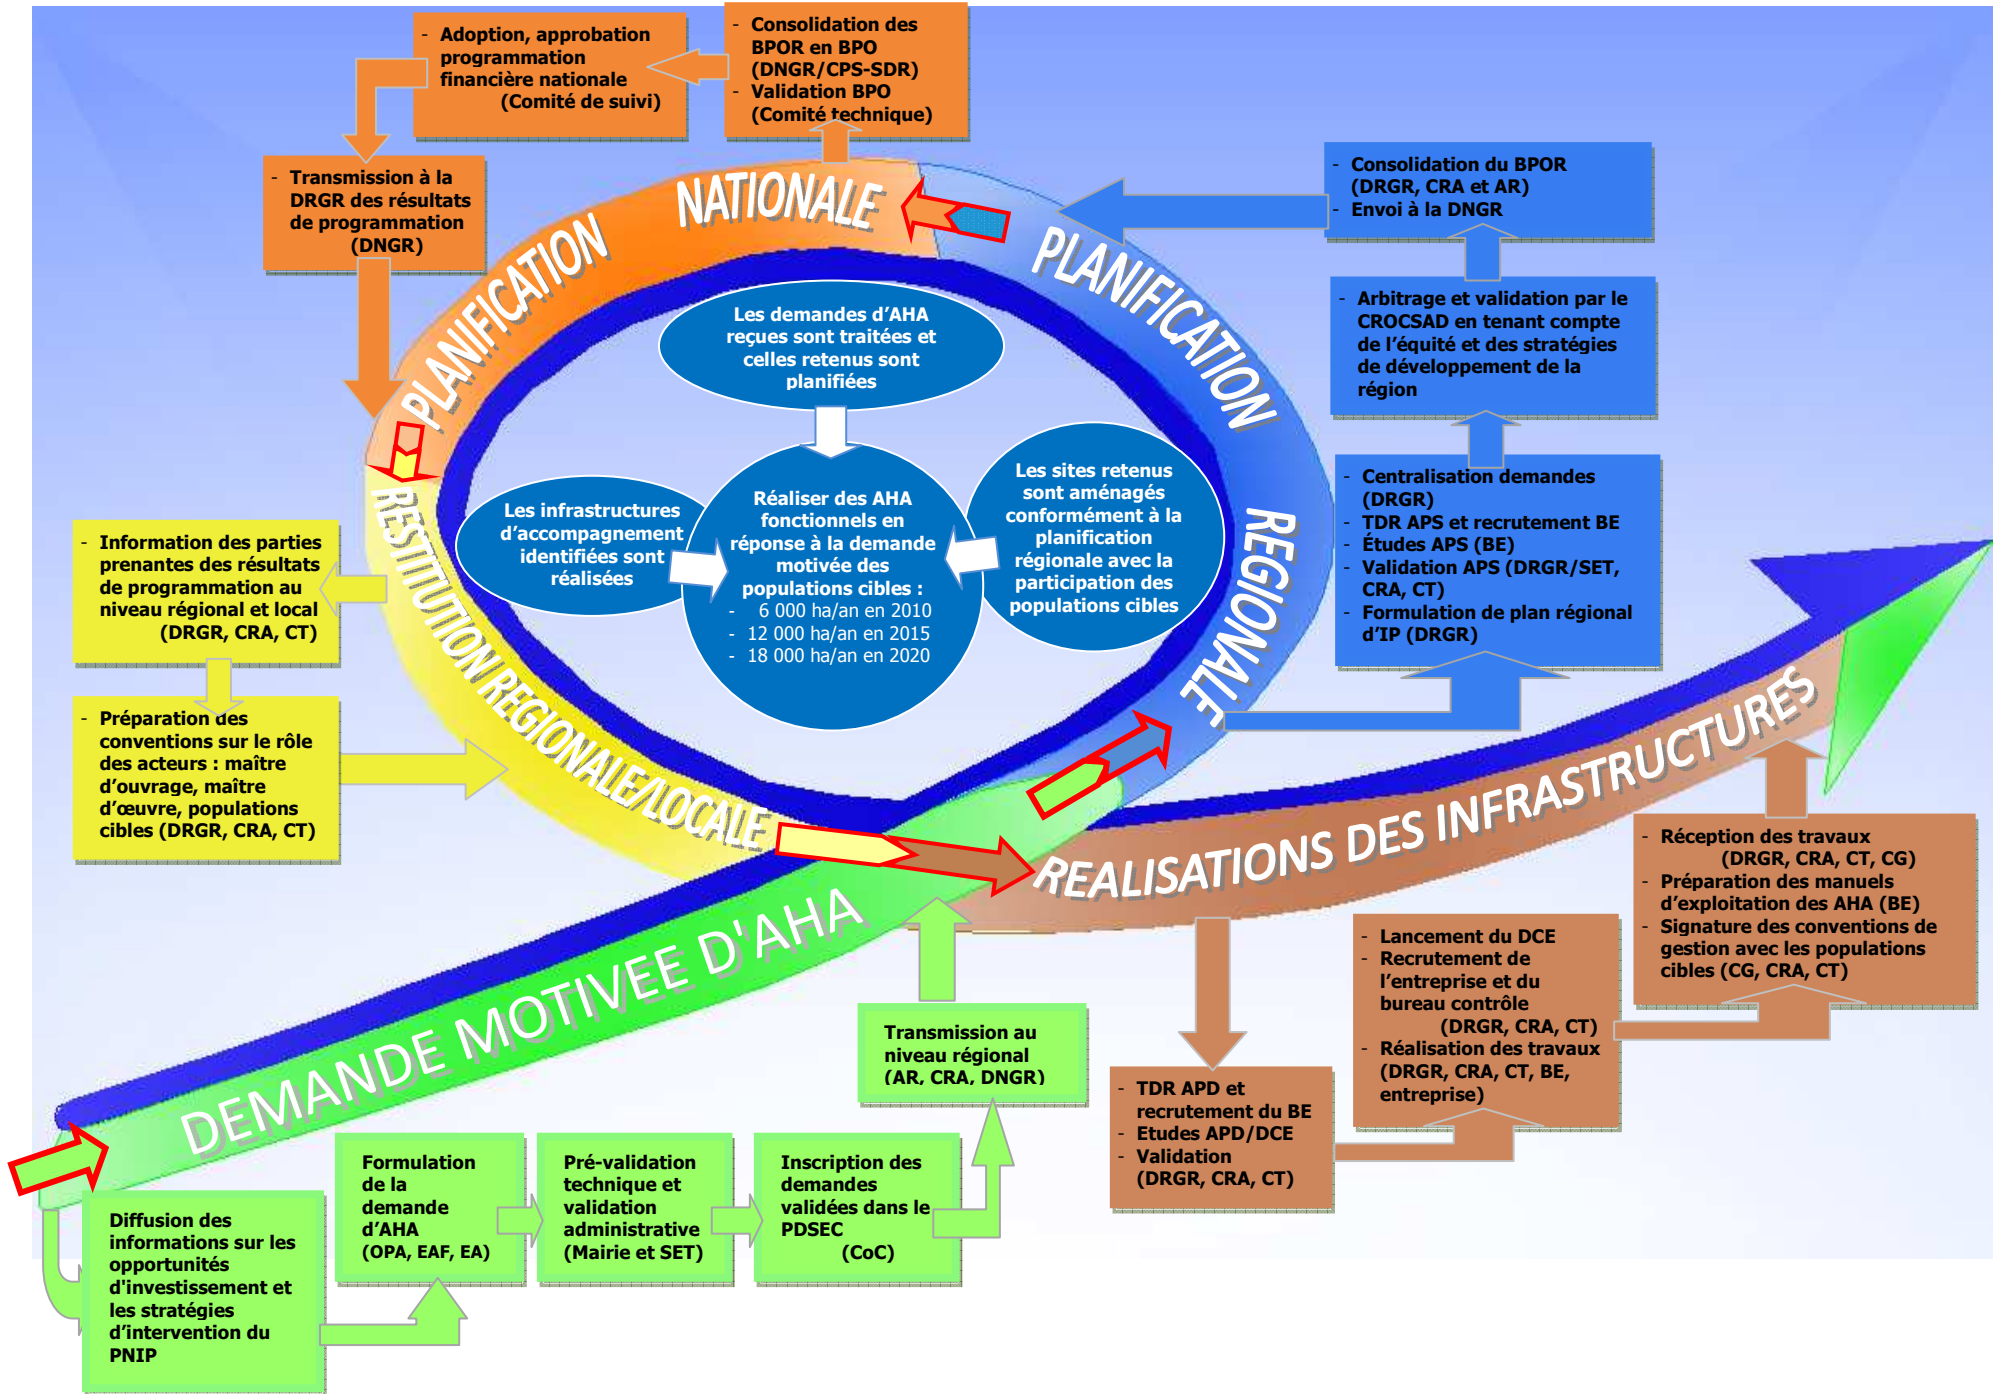 - Adoption, approbation
programmation
financière nationale
(Comité de suivi)
- Consolidation des
BPOR en BPO
(DNGR/CPS-SDR)
- Validation BPO
(Comité technique)
- Transmission à la
DRGR des résultats
de programmation
(DNGR)
- Consolidation du BPOR
(DRGR, CRA et AR)
- Envoi à la DNGR
PLANIFICATION NATIONALE
PLANIFICATION REGIONALE
- Arbitrage et validation par le
CROCSAD en tenant compte
de l'équité et des stratégies
de développement de la
région
Les demandes d'AHA
reçues sont traitées et
celles retenus sont
planifiées
Les infrastructures
d'accompagnement
identifiées sont
réalisées
Réaliser des AHA
fonctionnels en
réponse à la demande
motivée des
populations cibles :
- 6 000 ha/an en 2010
- 12 000 ha/an en 2015
- 18 000 ha/an en 2020
Les sites retenus
sont aménagés
conformément à la
planification
régionale avec la
participation des
populations cibles
- Centralisation demandes
(DRGR)
- TDR APS et recrutement BE
- Études APS (BE)
- Validation APS (DRGR/SET,
CRA, CT)
- Formulation de plan régional
d'IP (DRGR)
- Information des parties
prenantes des résultats
de programmation au
niveau régional et local
(DRGR, CRA, CT)
- Préparation des
conventions sur le rôle
des acteurs : maître
d'ouvrage, maître
d'œuvre, populations
cibles (DRGR, CRA, CT)
RESTITUTION REGIONALE/LOCALE
REALISATIONS DES INFRASTRUCTURES
DEMANDE MOTIVEE D'AHA
- Réception des travaux
(DRGR, CRA, CT, CG)
- Préparation des manuels
d'exploitation des AHA (BE)
- Signature des conventions de
gestion avec les populations
cibles (CG, CRA, CT)
- Lancement du DCE
- Recrutement de
l'entreprise et du
bureau contrôle
(DRGR, CRA, CT)
- Réalisation des travaux
(DRGR, CRA, CT, BE,
entreprise)
- TDR APD et
recrutement du BE
- Etudes APD/DCE
- Validation
(DRGR, CRA, CT)
Transmission au
niveau régional
(AR, CRA, DNGR)
Diffusion des
informations sur les
opportunités
d'investissement et
les stratégies
d'intervention du
PNIP
Formulation
de la
demande
d'AHA
(OPA, EAF, EA)
Pré-validation
technique et
validation
administrative
(Mairie et SET)
Inscription des
demandes
validées dans le
PDSEC
(CoC)